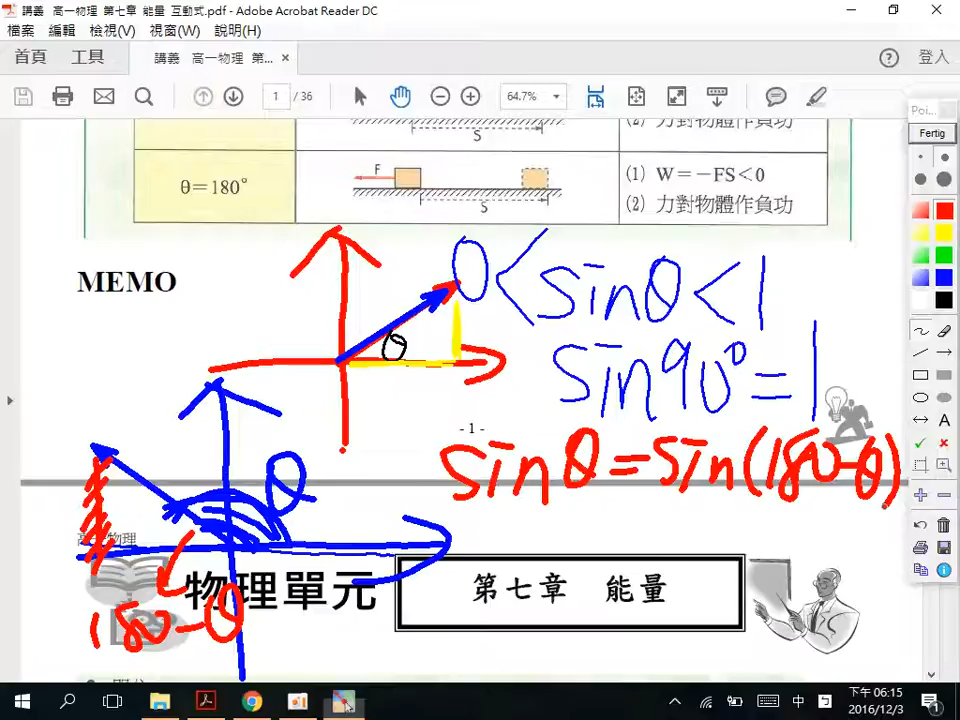 講義 高一物理 第七章 能量 互動式.pdf - Adobe Acrobat Reader DC
檔案 編輯 檢視(V) 視窗(W) 說明(H)
首頁 工具 講義 高一物理 第... × 登入
1 / 36 64.7%
Poi...
Fertig
S
(2) 力對物體作負功
θ=180°
F
S
(1) W=-FS<0
(2) 力對物體作負功
MEMO
0<sinθ<1
θ
sin90°=1
- 1 -
sinθ=sin(180-θ)
θ
高一物理
物理單元
第七章 能量
180-θ
中
下午 06:15
2016/12/3